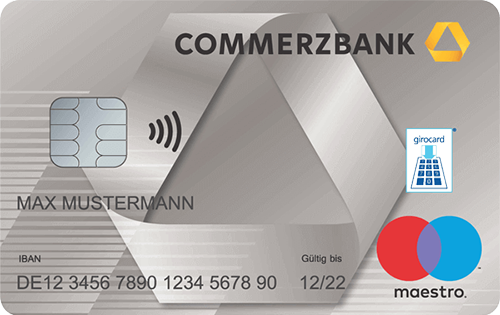 COMMERZBANK
girocard
MAX MUSTERMANN
IBAN Gültig bis
DE12 3456 7890 1234 5678 90 12/22
maestro.